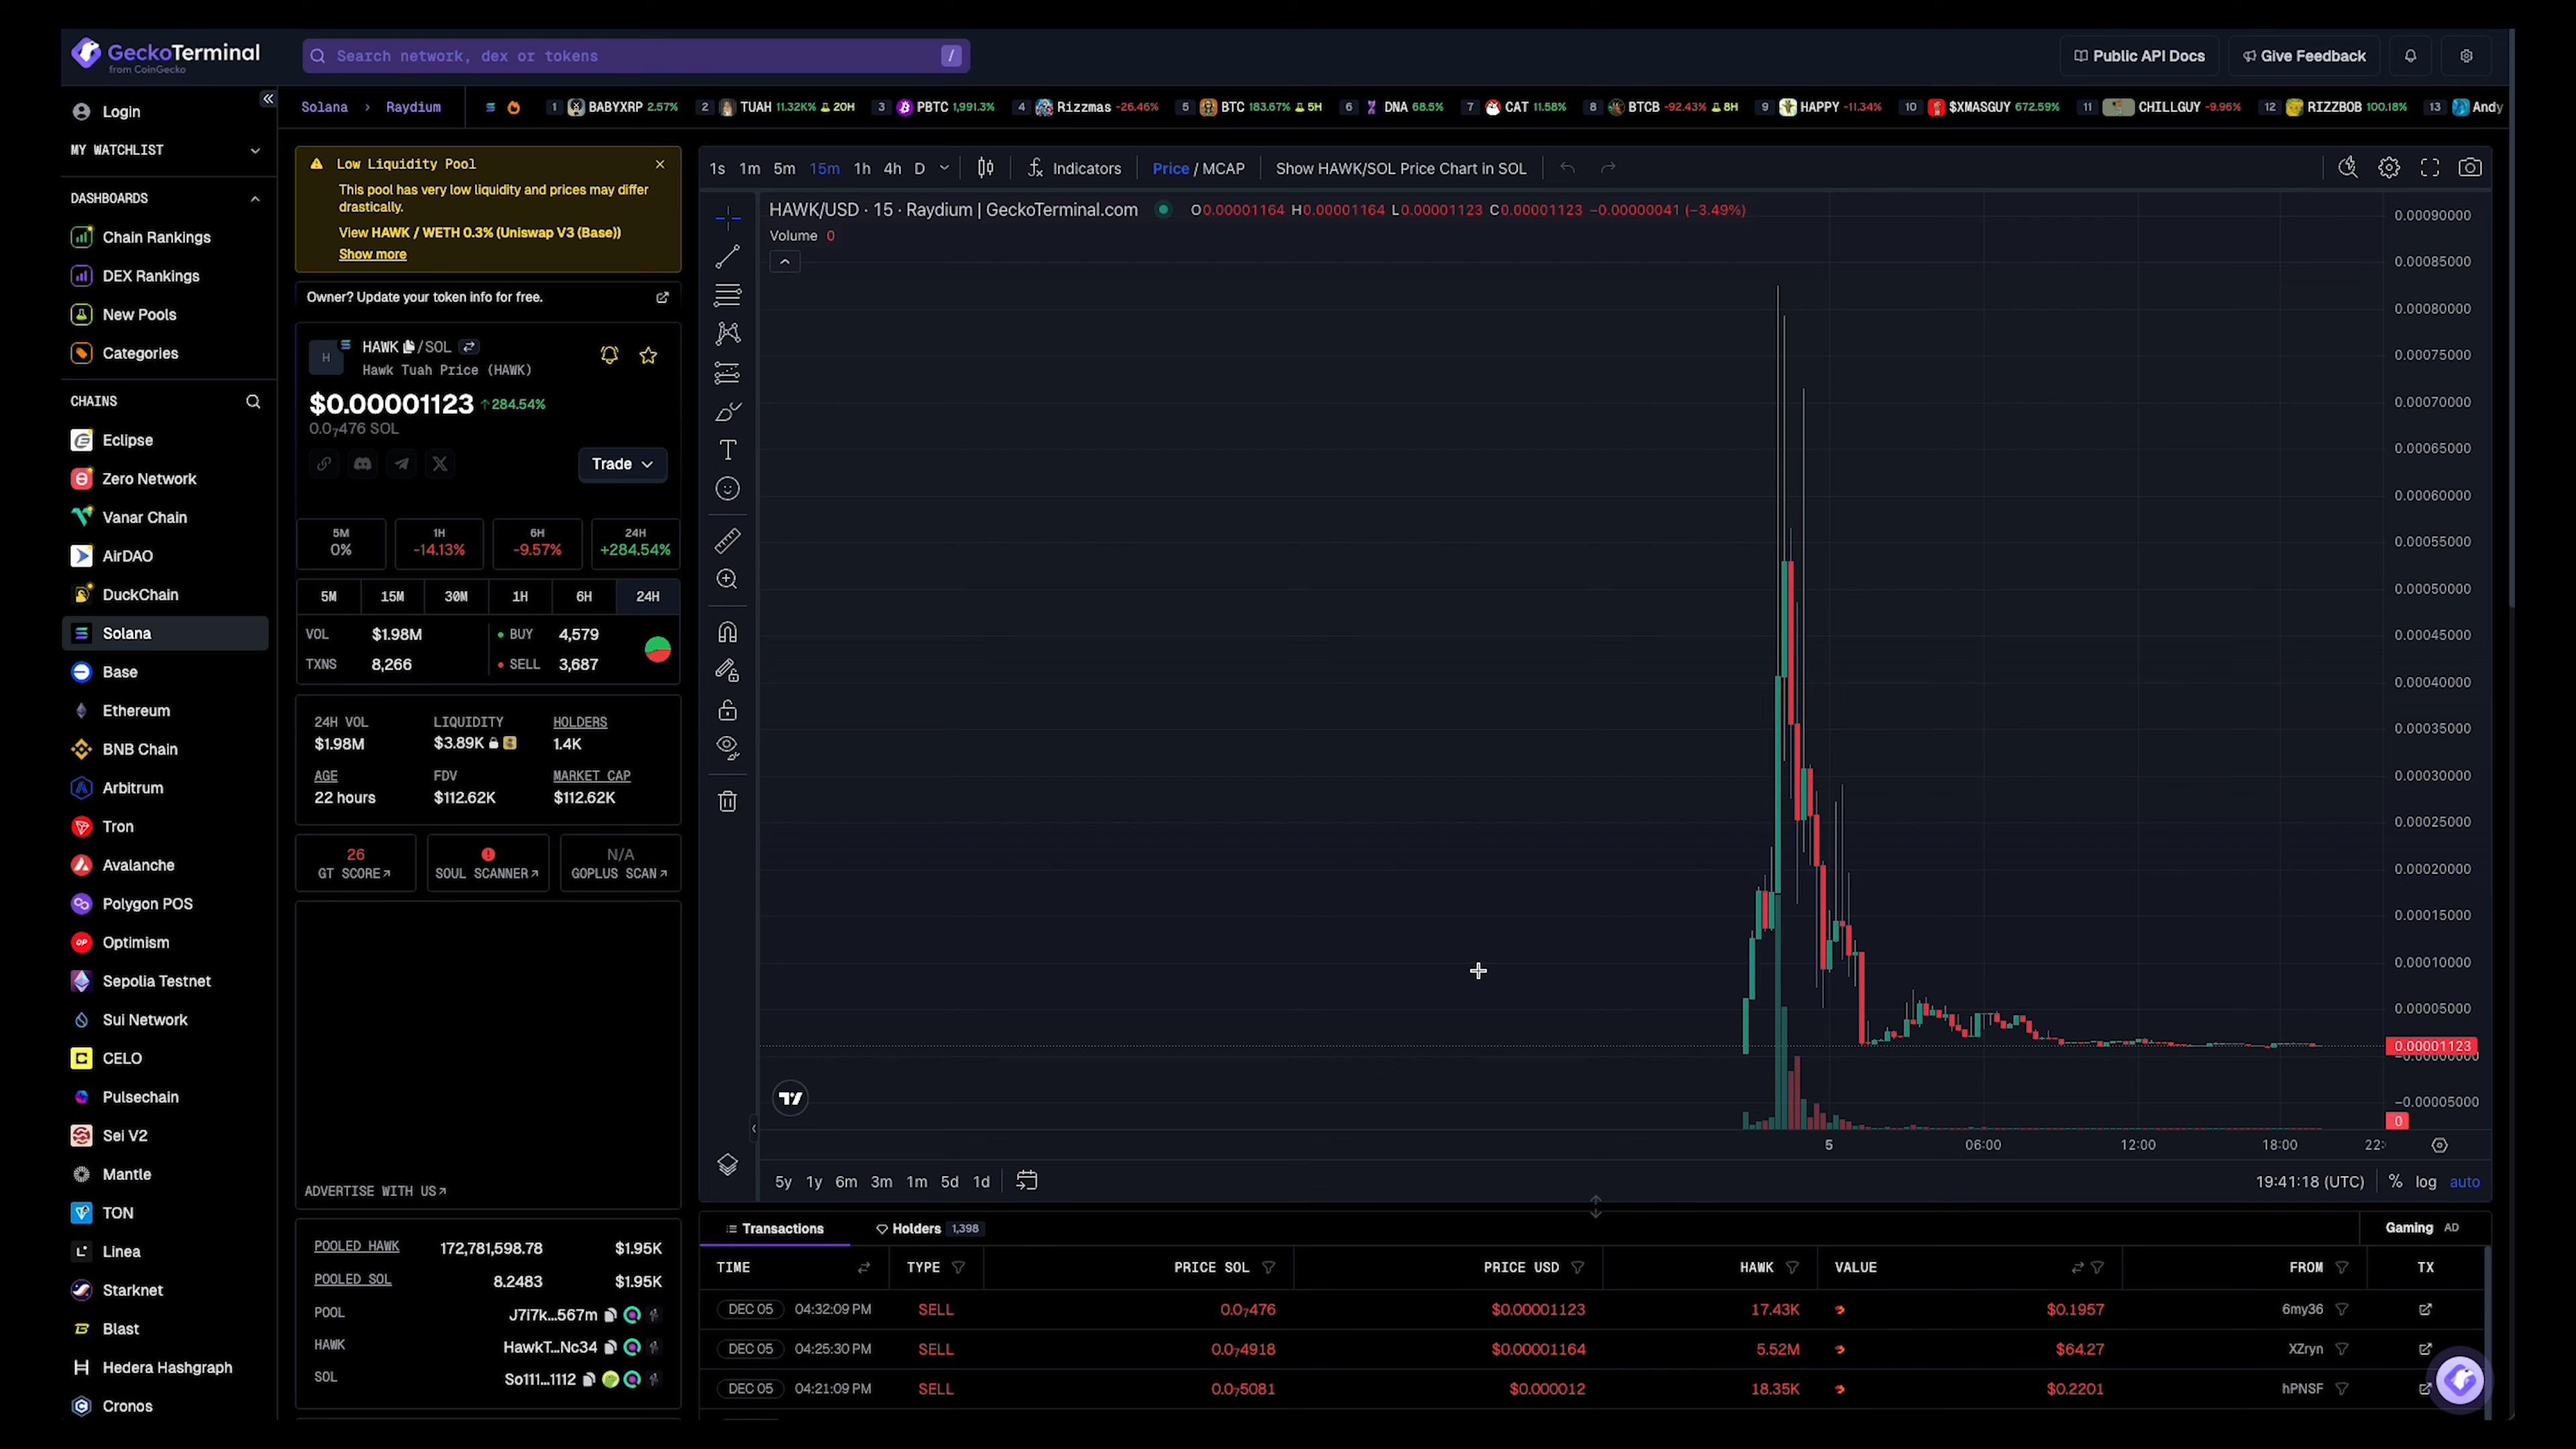 GeckoTerminal
from CoinGecko
Search network, dex or tokens /
Public API Docs
Give Feedback
Login
Solana > Raydium
1 BABYXRP 2.57% 2 TUAH 11.32K% 20H 3 PBTC 1,991.3% 4 Rizzmas -26.46% 5 BTC 183.67% 5H 6 DNA 68.5% 7 CAT 11.58% 8 BTCB -92.43% 8H 9 HAPPY -11.34% 10 $XMASGUY 672.59% 11 CHILLGUY -9.96% 12 RIZZBOB 100.18% 13 Andy
MY WATCHLIST
DASHBOARDS
Chain Rankings
DEX Rankings
New Pools
Categories
CHAINS
Eclipse
Zero Network
Vanar Chain
AirDAO
DuckChain
Solana
Base
Ethereum
BNB Chain
Arbitrum
Tron
Avalanche
Polygon POS
Optimism
Sepolia Testnet
Sui Network
CELO
Pulsechain
Sei V2
Mantle
TON
Linea
Starknet
Blast
Hedera Hashgraph
Cronos
Low Liquidity Pool
This pool has very low liquidity and prices may differ
drastically.
View HAWK / WETH 0.3% (Uniswap V3 (Base))
Show more
Owner? Update your token info for free.
H
HAWK /SOL
Hawk Tuah Price (HAWK)
$0.00001123 ↑284.54%
0.0₇476 SOL
Trade
5M 1H 6H 24H
0% -14.13% -9.57% +284.54%
5M 15M 30M 1H 6H 24H
VOL $1.98M BUY 4,579
TXNS 8,266 SELL 3,687
24H VOL LIQUIDITY HOLDERS
$1.98M $3.89K 1.4K
AGE FDV MARKET CAP
22 hours $112.62K $112.62K
26 N/A
GT SCORE↗ SOUL SCANNER↗ GOPLUS SCAN↗
ADVERTISE WITH US↗
POOLED HAWK 172,781,598.78 $1.95K
POOLED SOL 8.2483 $1.95K
POOL J7i7k...567m
HAWK HawkT...Nc34
SOL So111...1112
1s 1m 5m 15m 1h 4h D Indicators Price / MCAP Show HAWK/SOL Price Chart in SOL
HAWK/USD · 15 · Raydium | GeckoTerminal.com O0.00001164 H0.00001164 L0.00001123 C0.00001123 −0.00000041 (−3.49%)
Volume 0
0.00090000
0.00085000
0.00080000
0.00075000
0.00070000
0.00065000
0.00060000
0.00055000
0.00050000
0.00045000
0.00040000
0.00035000
0.00030000
0.00025000
0.00020000
0.00015000
0.00010000
0.00005000
0.00001123
−0.00000000
−0.00005000
0
5 06:00 12:00 18:00 22:
5y 1y 6m 3m 1m 5d 1d
19:41:18 (UTC) % log auto
Transactions Holders 1,398
Gaming AD
TIME TYPE PRICE SOL PRICE USD HAWK VALUE FROM TX
DEC 05 04:32:09 PM SELL 0.0₇476 $0.00001123 17.43K $0.1957 6my36
DEC 05 04:25:30 PM SELL 0.0₇4918 $0.00001164 5.52M $64.27 XZryn
DEC 05 04:21:09 PM SELL 0.0₇5081 $0.000012 18.35K $0.2201 hPNSF